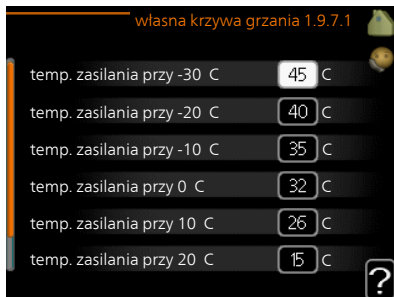 własna krzywa grzania 1.9.7.1
temp. zasilania przy -30 C 45 C
temp. zasilania przy -20 C 40 C
temp. zasilania przy -10 C 35 C
temp. zasilania przy 0 C 32 C
temp. zasilania przy 10 C 26 C
temp. zasilania przy 20 C 15 C
?